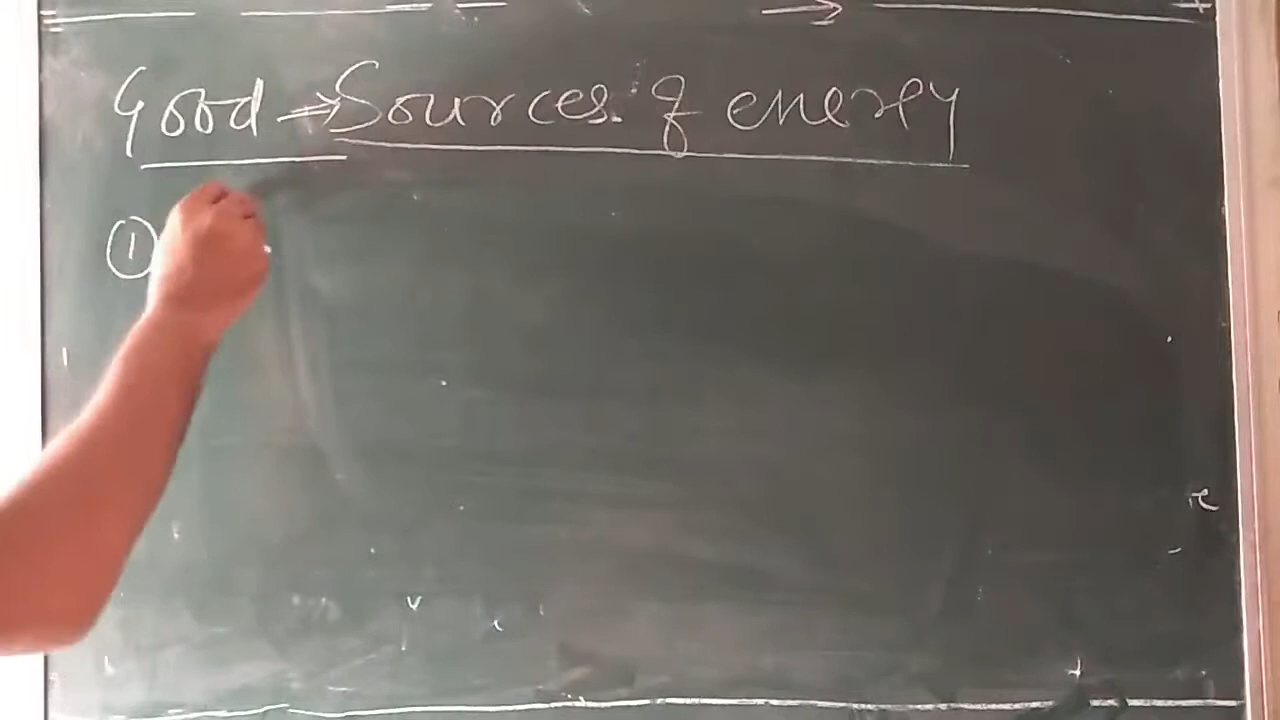 Good ⇒ Sources of energy
①